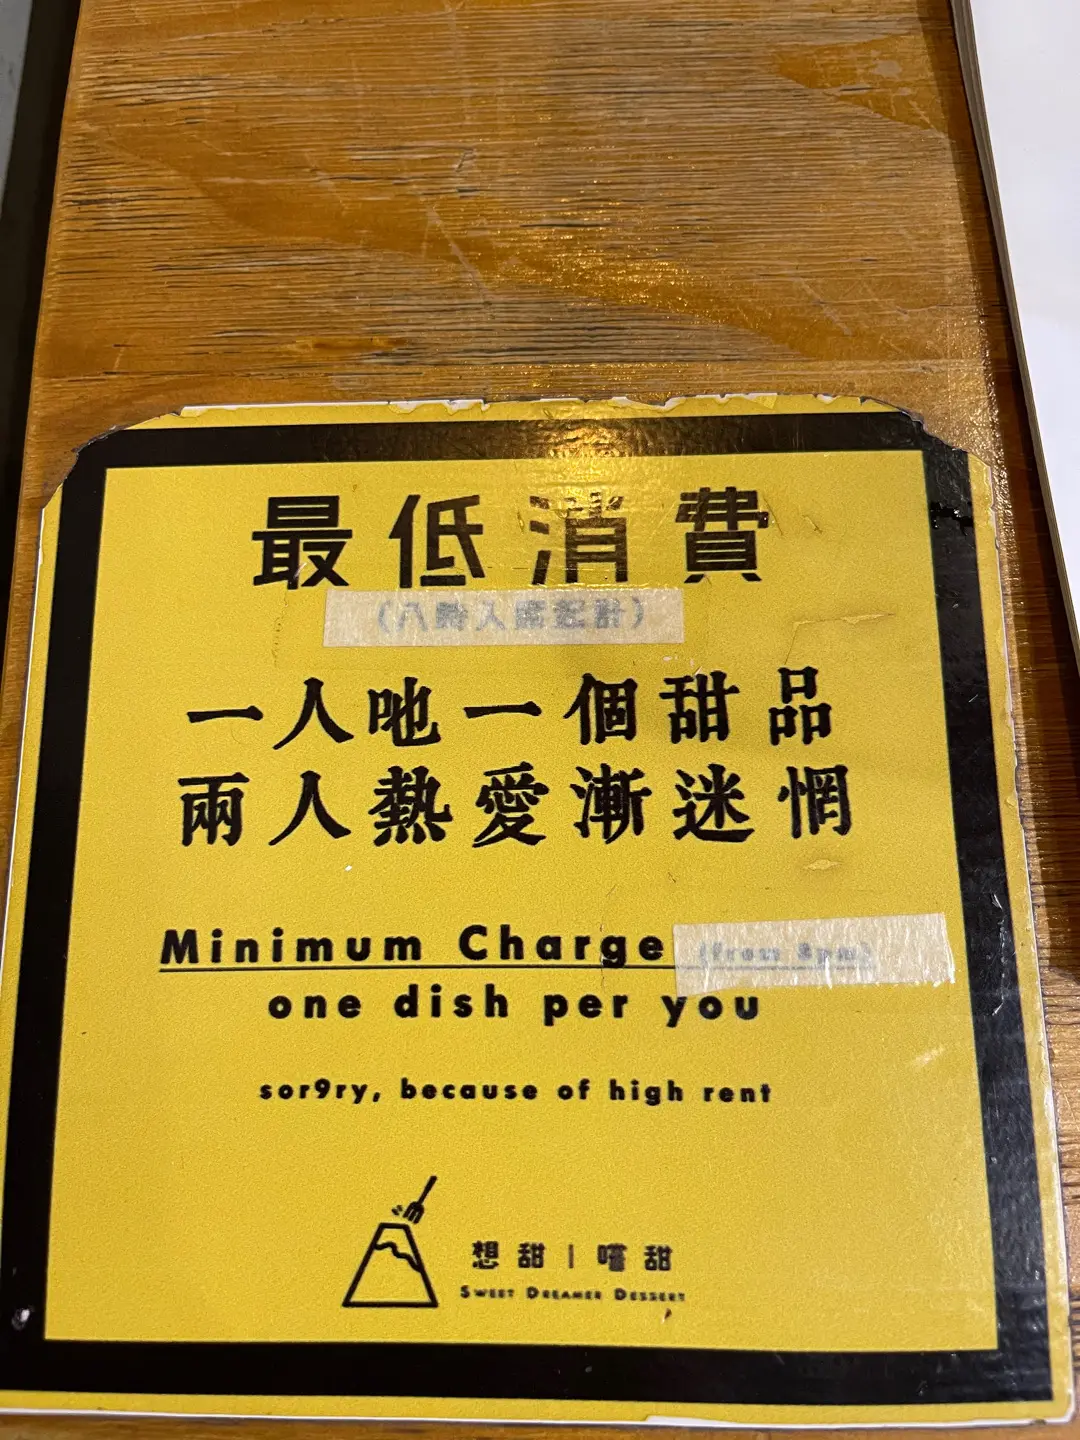 最低消費
(八時入座起計)
一人吔一個甜品
兩人熱愛漸迷惘
Minimum Charge (from 8pm)
one dish per you
sor9ry, because of high rent
想甜|嚐甜
SWEET DREAMER DESSERT